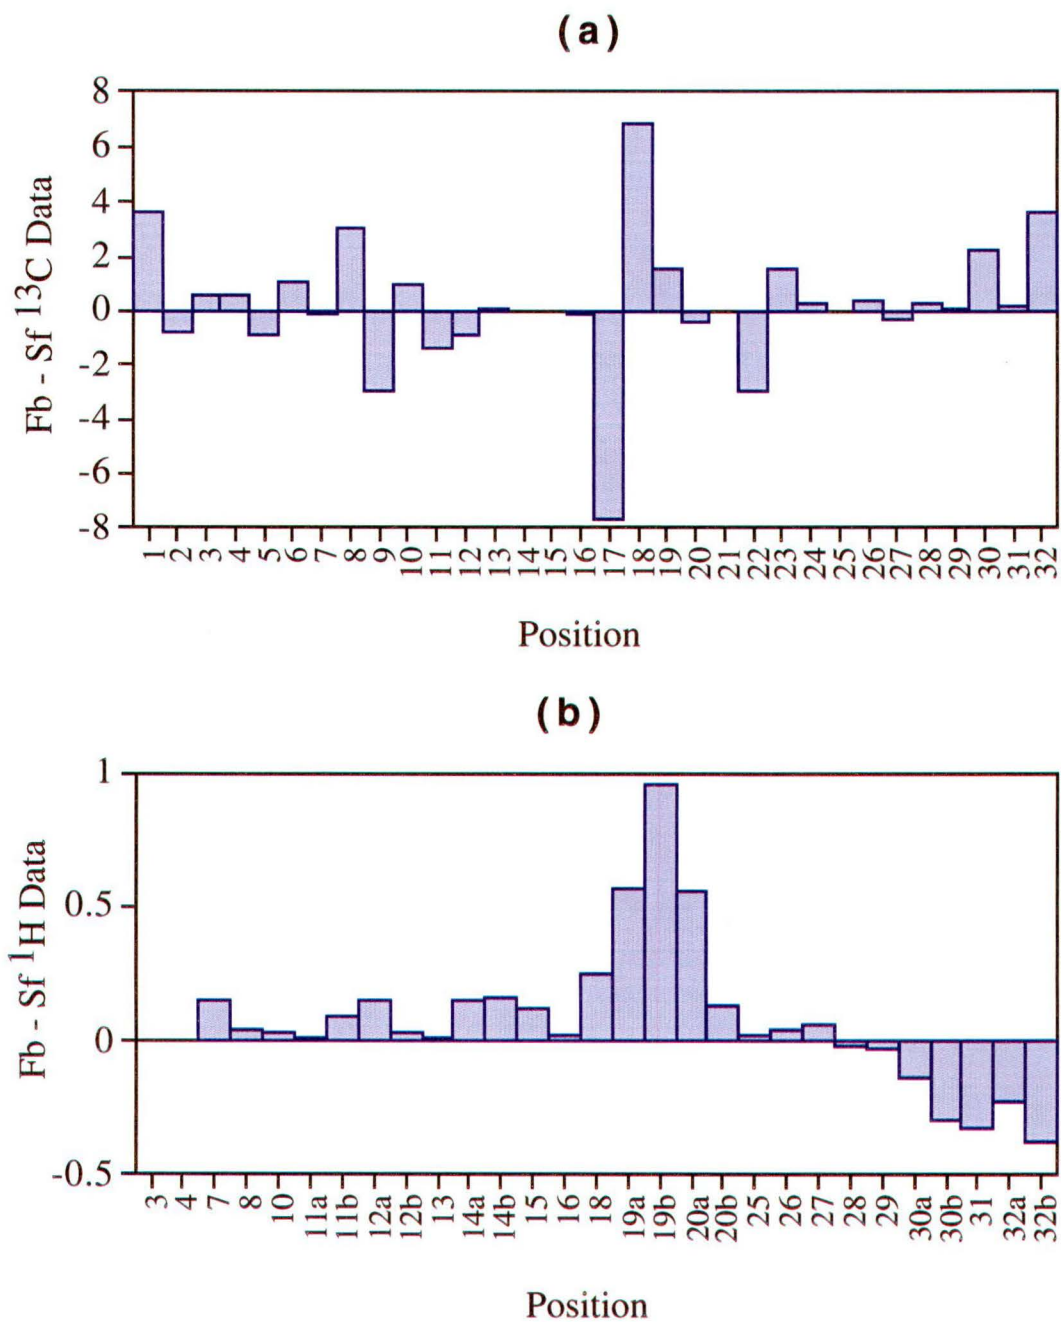 (a)
Fb - Sf 13C Data
8
6
4
2
0
-2
-4
-6
-8
1 2 3 4 5 6 7 8 9 10 11 12 13 14 15 16 17 18 19 20 21 22 23 24 25 26 27 28 29 30 31 32
Position
(b)
Fb - Sf 1H Data
1
0.5
0
-0.5
3 4 7 8 10 11a 11b 12a 12b 13 14a 14b 15 16 18 19a 19b 20a 20b 25 26 27 28 29 30a 30b 31 32a 32b
Position